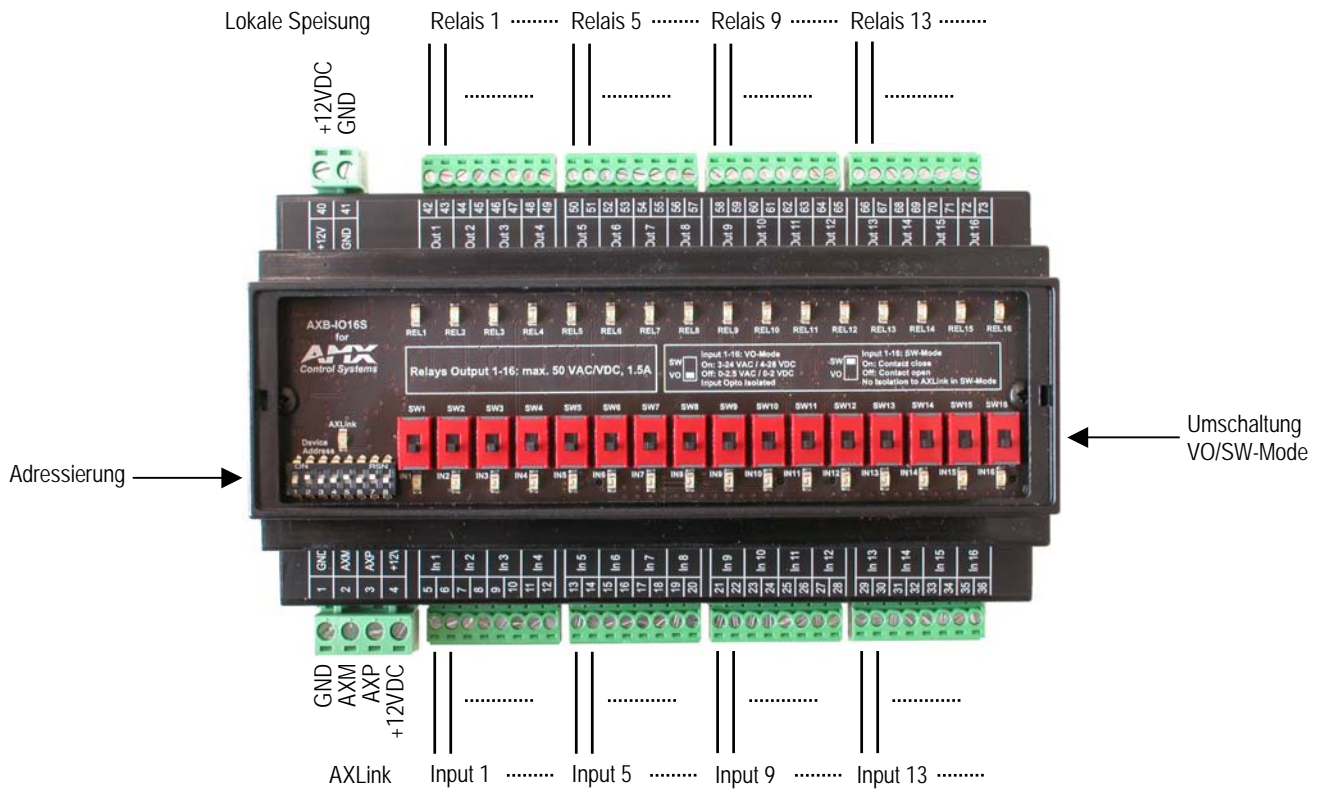 Lokale Speisung
Relais 1 ........ Relais 5 ........ Relais 9 ........ Relais 13 ........
+12VDC
GND
40 41
+12V GND
42 43 44 45 46 47 48 49
Out 1 Out 2 Out 3 Out 4
50 51 52 53 54 55 56 57
Out 5 Out 6 Out 7 Out 8
58 59 60 61 62 63 64 65
Out 9 Out 10 Out 11 Out 12
66 67 68 69 70 71 72 73
Out 13 Out 14 Out 15 Out 16
AXB-IO16S
for
AMX
Control Systems
REL1 REL2 REL3 REL4 REL5 REL6 REL7 REL8 REL9 REL10 REL11 REL12 REL13 REL14 REL15 REL16
Relays Output 1-16: max. 50 VAC/VDC, 1.5A
SW
VO
Input 1-16: VO-Mode
On: 3-24 VAC / 4-28 VDC
Off: 0-2.5 VAC / 0-2 VDC
Input Opto Isolated
SW
VO
Input 1-16: SW-Mode
On: Contact close
Off: Contact open
No Isolation to AXLink in SW-Mode
SW1 SW2 SW3 SW4 SW5 SW6 SW7 SW8 SW9 SW10 SW11 SW12 SW13 SW14 SW15 SW16
AXLink
Device
Address
ON RSN
IN1 IN2 IN3 IN4 IN5 IN6 IN7 IN8 IN9 IN10 IN11 IN12 IN13 IN14 IN15 IN16
Adressierung
Umschaltung
VO/SW-Mode
GND AXM AXP +12V
1 2 3 4
In 1 In 2 In 3 In 4
5 6 7 8 9 10 11 12
In 5 In 6 In 7 In 8
13 14 15 16 17 18 19 20
In 9 In 10 In 11 In 12
21 22 23 24 25 26 27 28
In 13 In 14 In 15 In 16
29 30 31 32 33 34 35 36
GND
AXM
AXP
+12VDC
AXLink
Input 1 ........ Input 5 ........ Input 9 ........ Input 13 ........